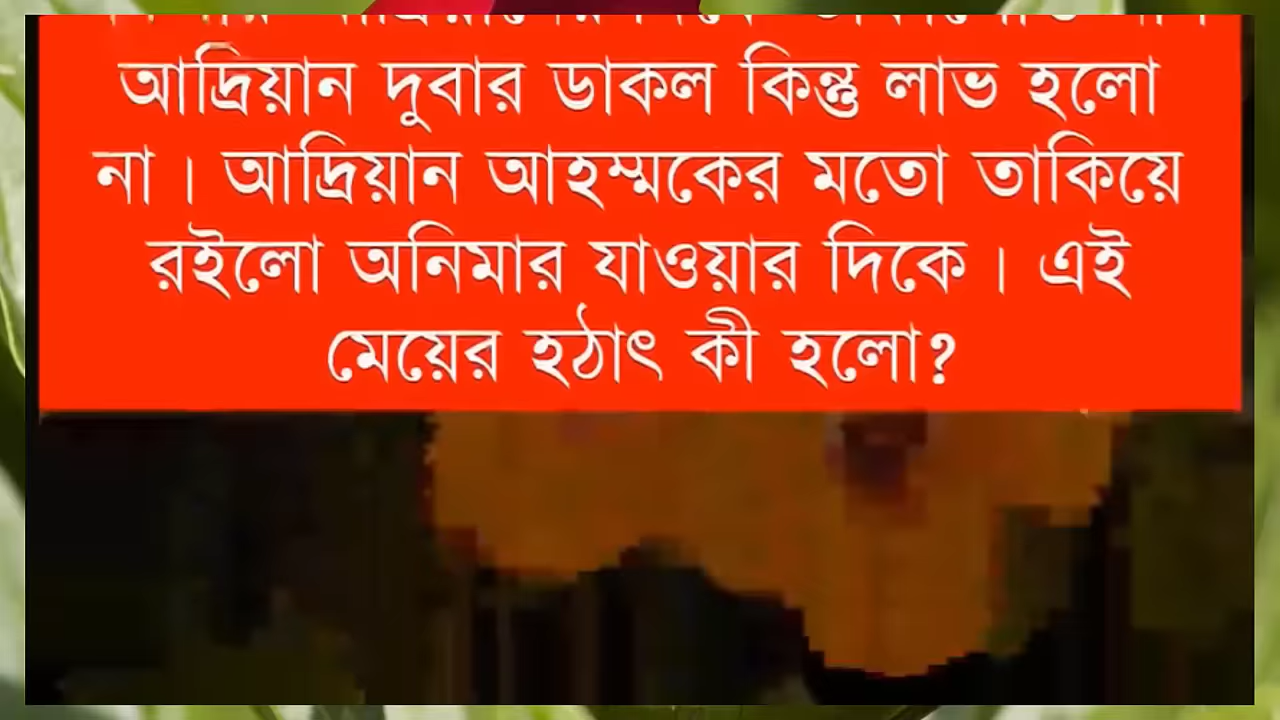 আদ্রিয়ান দুবার ডাকল কিন্তু লাভ হলো
না। আদ্রিয়ান আহম্মকের মতো তাকিয়ে
রইলো অনিমার যাওয়ার দিকে। এই
মেয়ের হঠাৎ কী হলো?